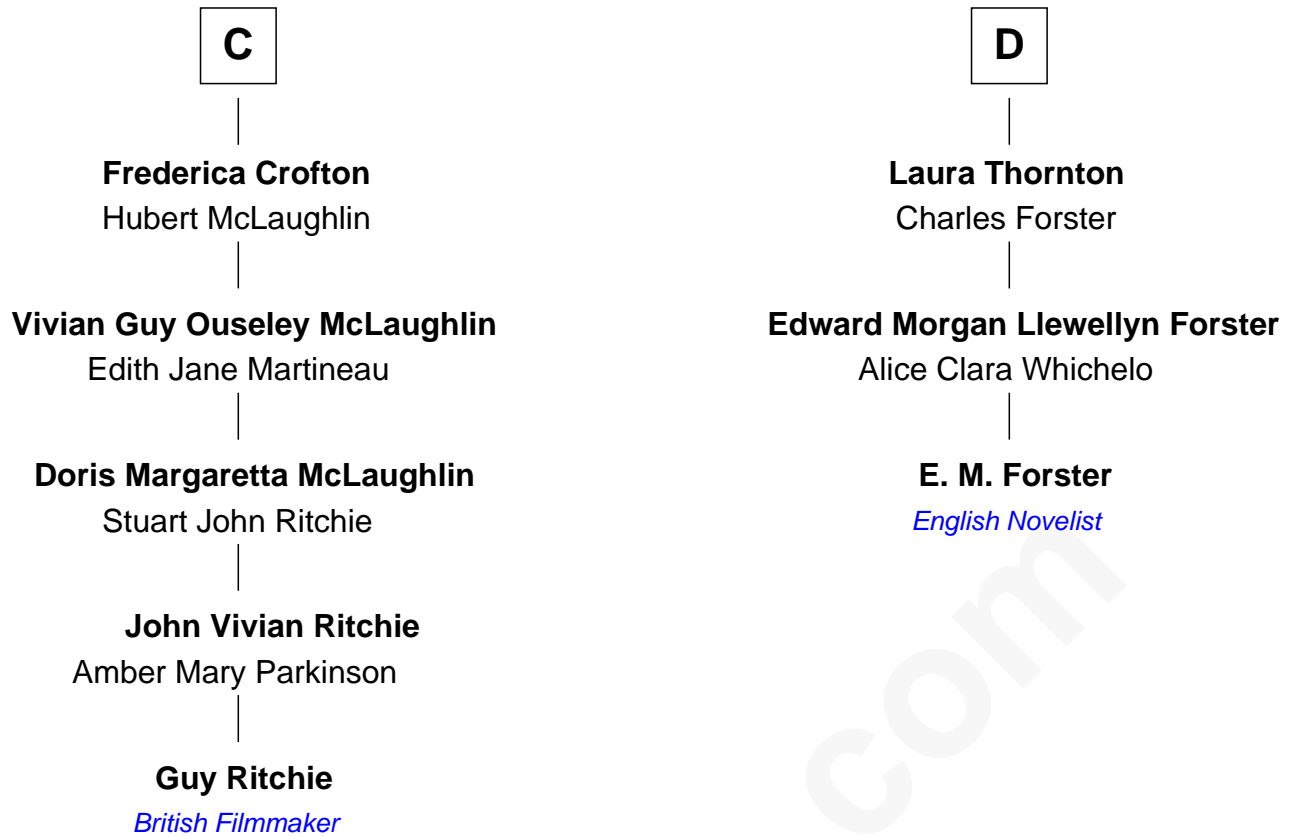 C
Frederica Crofton
Hubert McLaughlin
Vivian Guy Ouseley McLaughlin
Edith Jane Martineau
Doris Margaretta McLaughlin
Stuart John Ritchie
John Vivian Ritchie
Amber Mary Parkinson
Guy Ritchie
British Filmmaker
D
Laura Thornton
Charles Forster
Edward Morgan Llewellyn Forster
Alice Clara Whichelo
E. M. Forster
English Novelist
com